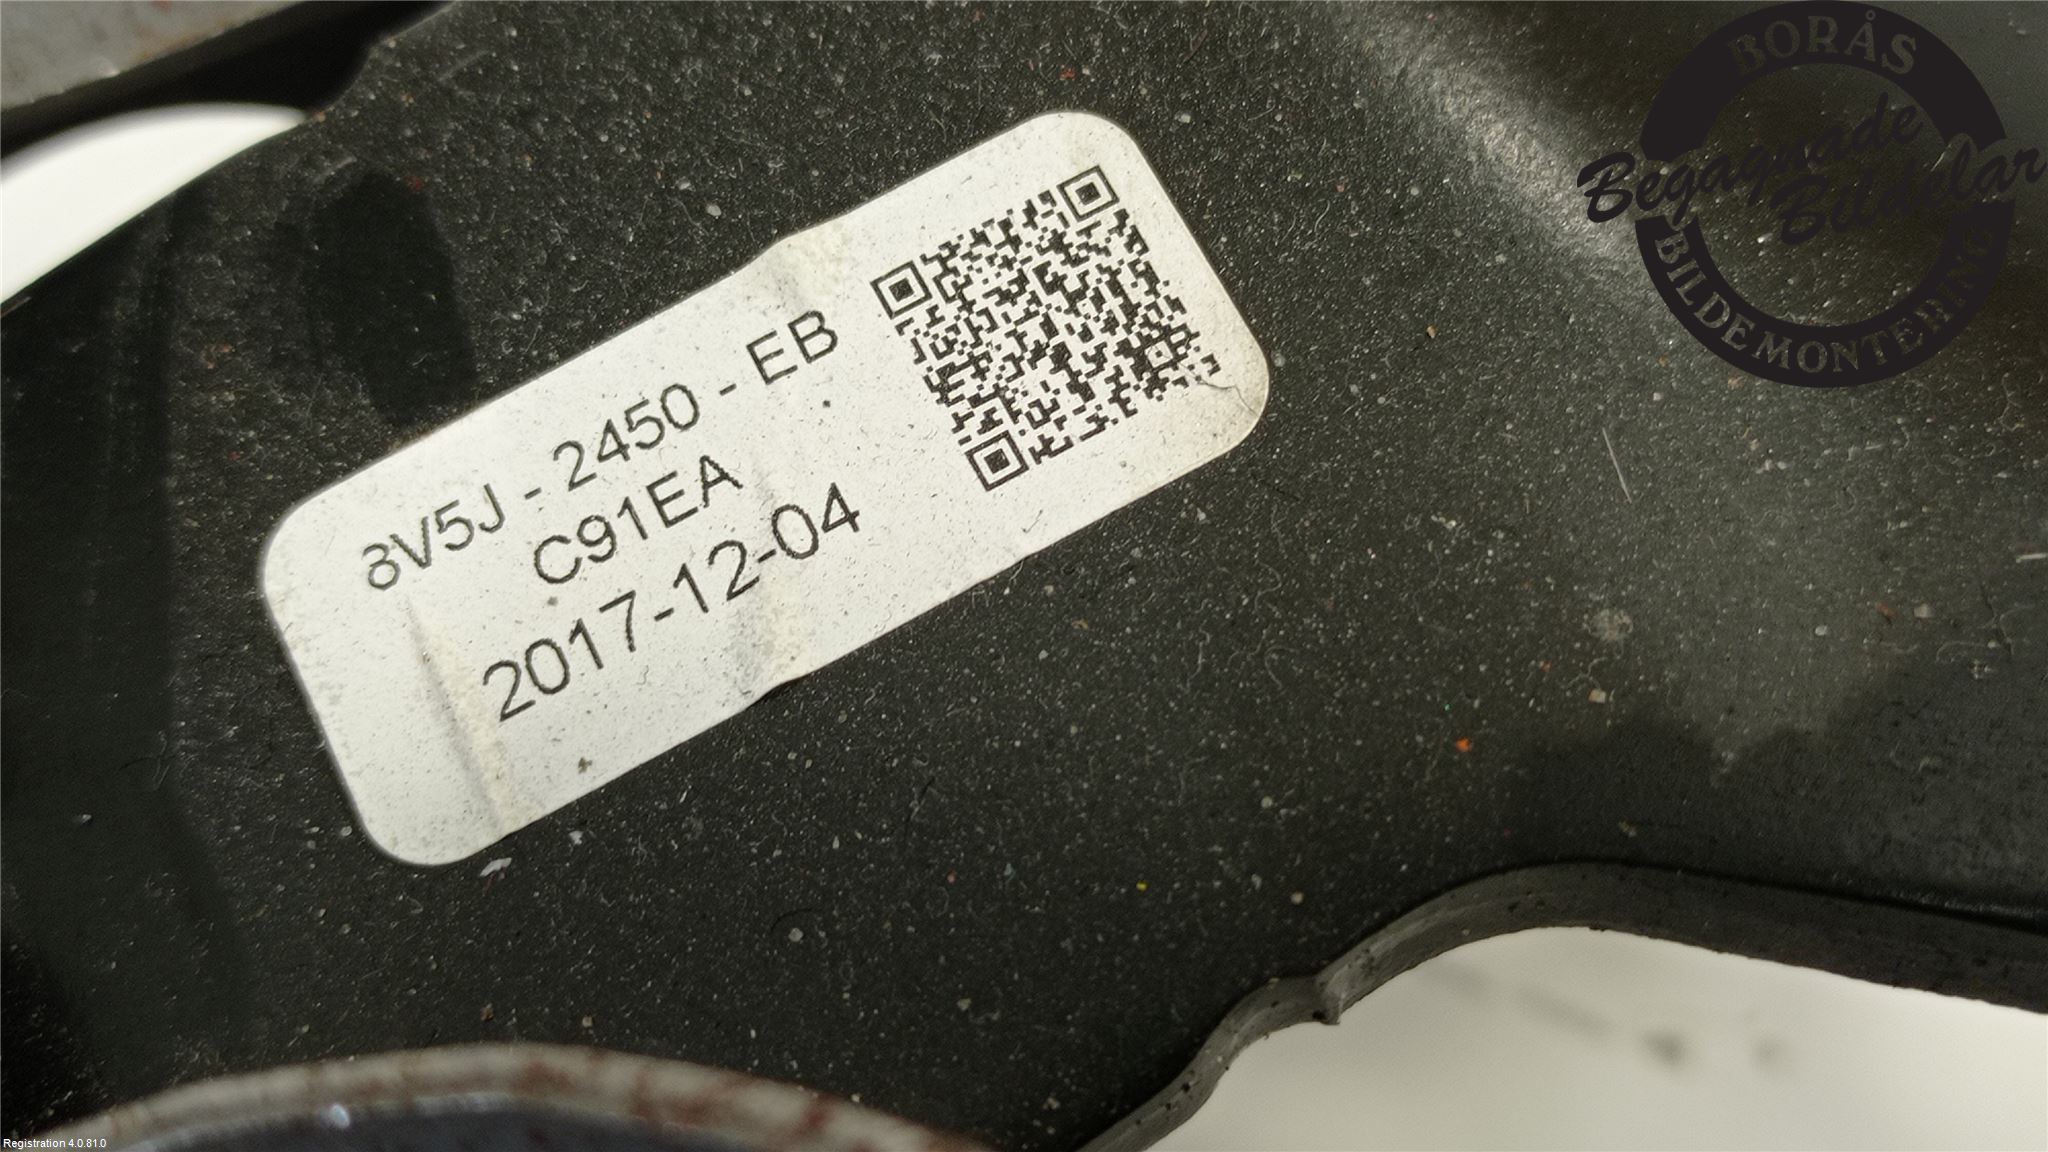 8V5J - 2450 - EB
C91EA
2017-12-04
BORÅS
Begagnade
Bildelar
BILDEMONTERING
Registration 4.0.81.0